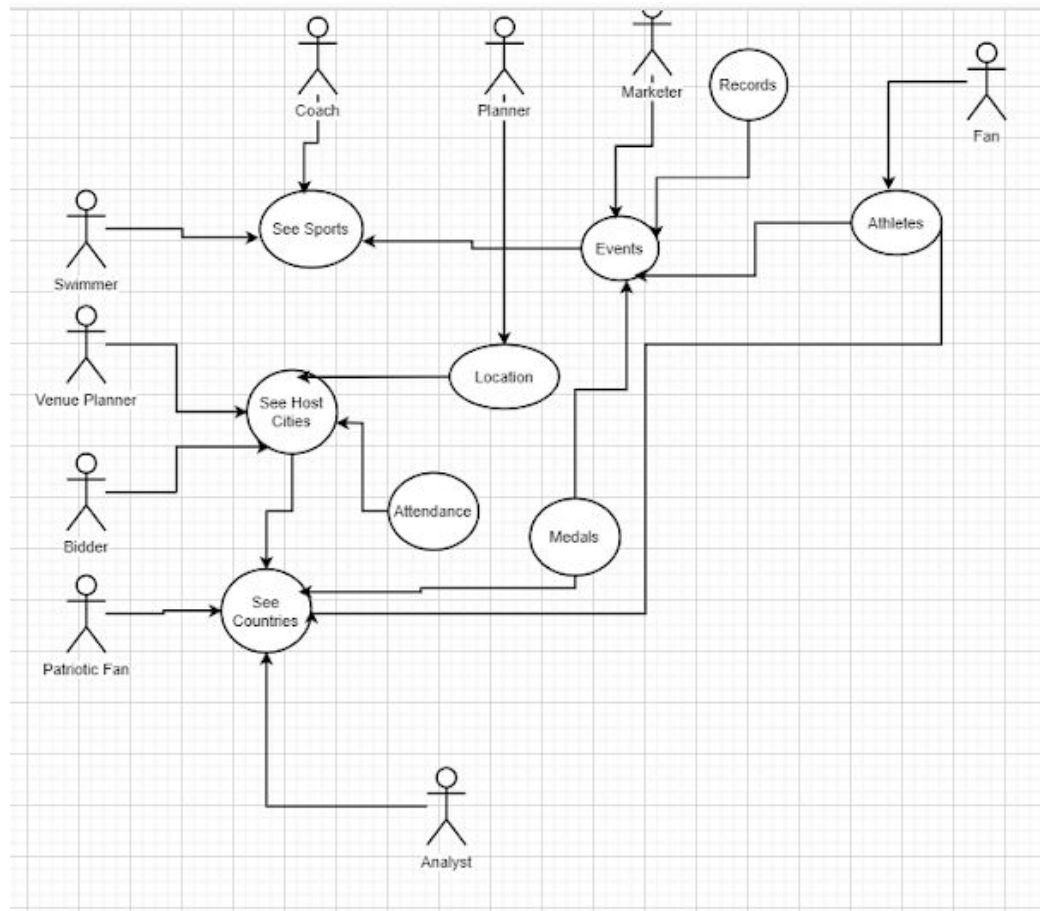 Coach
Planner
Marketer
Records
Fan
See Sports
Events
Athletes
Swimmer
Venue Planner
See Host
Cities
Location
Bidder
Attendance
Medals
See
Countries
Patriotic Fan
Analyst